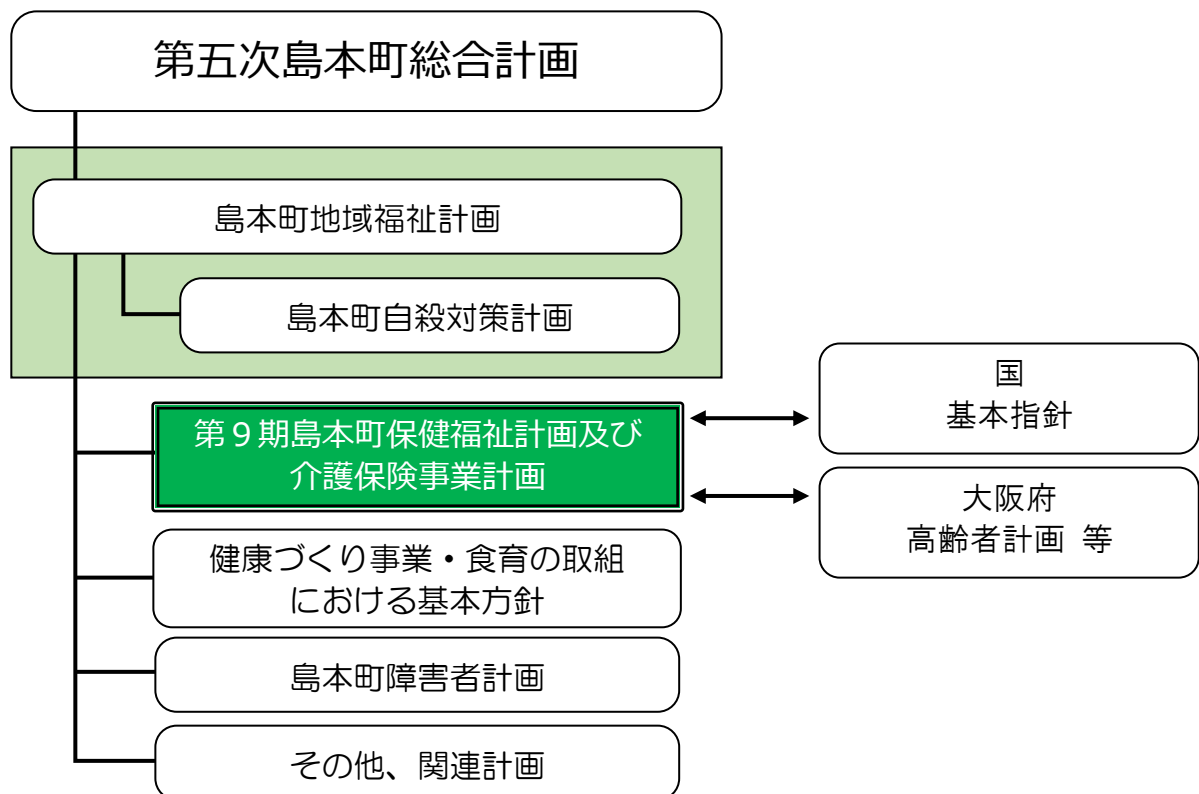 第五次島本町総合計画
島本町地域福祉計画
島本町自殺対策計画
第９期島本町保健福祉計画及び
介護保険事業計画
国
基本指針
大阪府
高齢者計画 等
健康づくり事業・食育の取組
における基本方針
島本町障害者計画
その他、関連計画